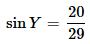 sin Y = 20/29